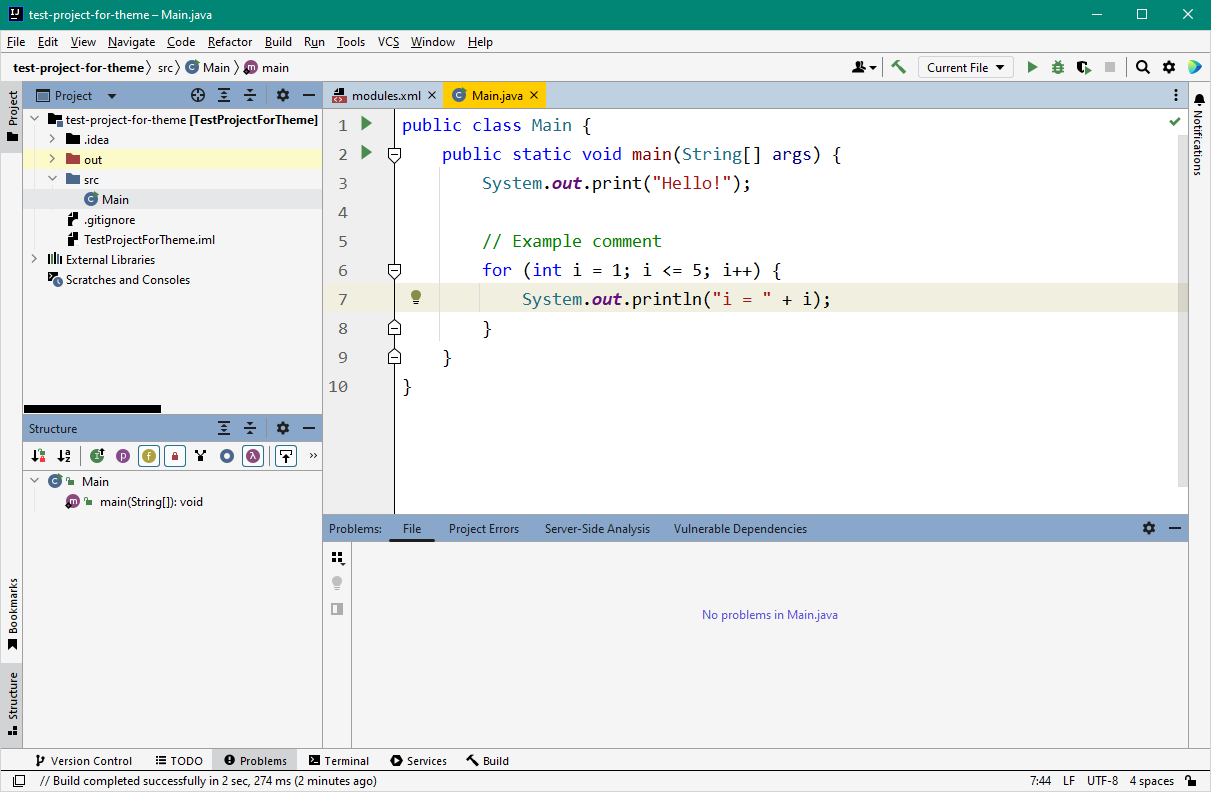 test-project-for-theme – Main.java
File Edit View Navigate Code Refactor Build Run Tools VCS Window Help
test-project-for-theme src Main main
Current File
Project
Project
test-project-for-theme [TestProjectForTheme]
.idea
out
src
Main
.gitignore
TestProjectForTheme.iml
External Libraries
Scratches and Consoles
modules.xml Main.java
1 public class Main {
2 public static void main(String[] args) {
3 System.out.print("Hello!");
4
5 // Example comment
6 for (int i = 1; i <= 5; i++) {
7 System.out.println("i = " + i);
8 }
9 }
10 }
Notifications
Structure
Main
main(String[]): void
Bookmarks
Structure
Problems: File Project Errors Server-Side Analysis Vulnerable Dependencies
No problems in Main.java
Version Control TODO Problems Terminal Services Build
// Build completed successfully in 2 sec, 274 ms (2 minutes ago)
7:44 LF UTF-8 4 spaces